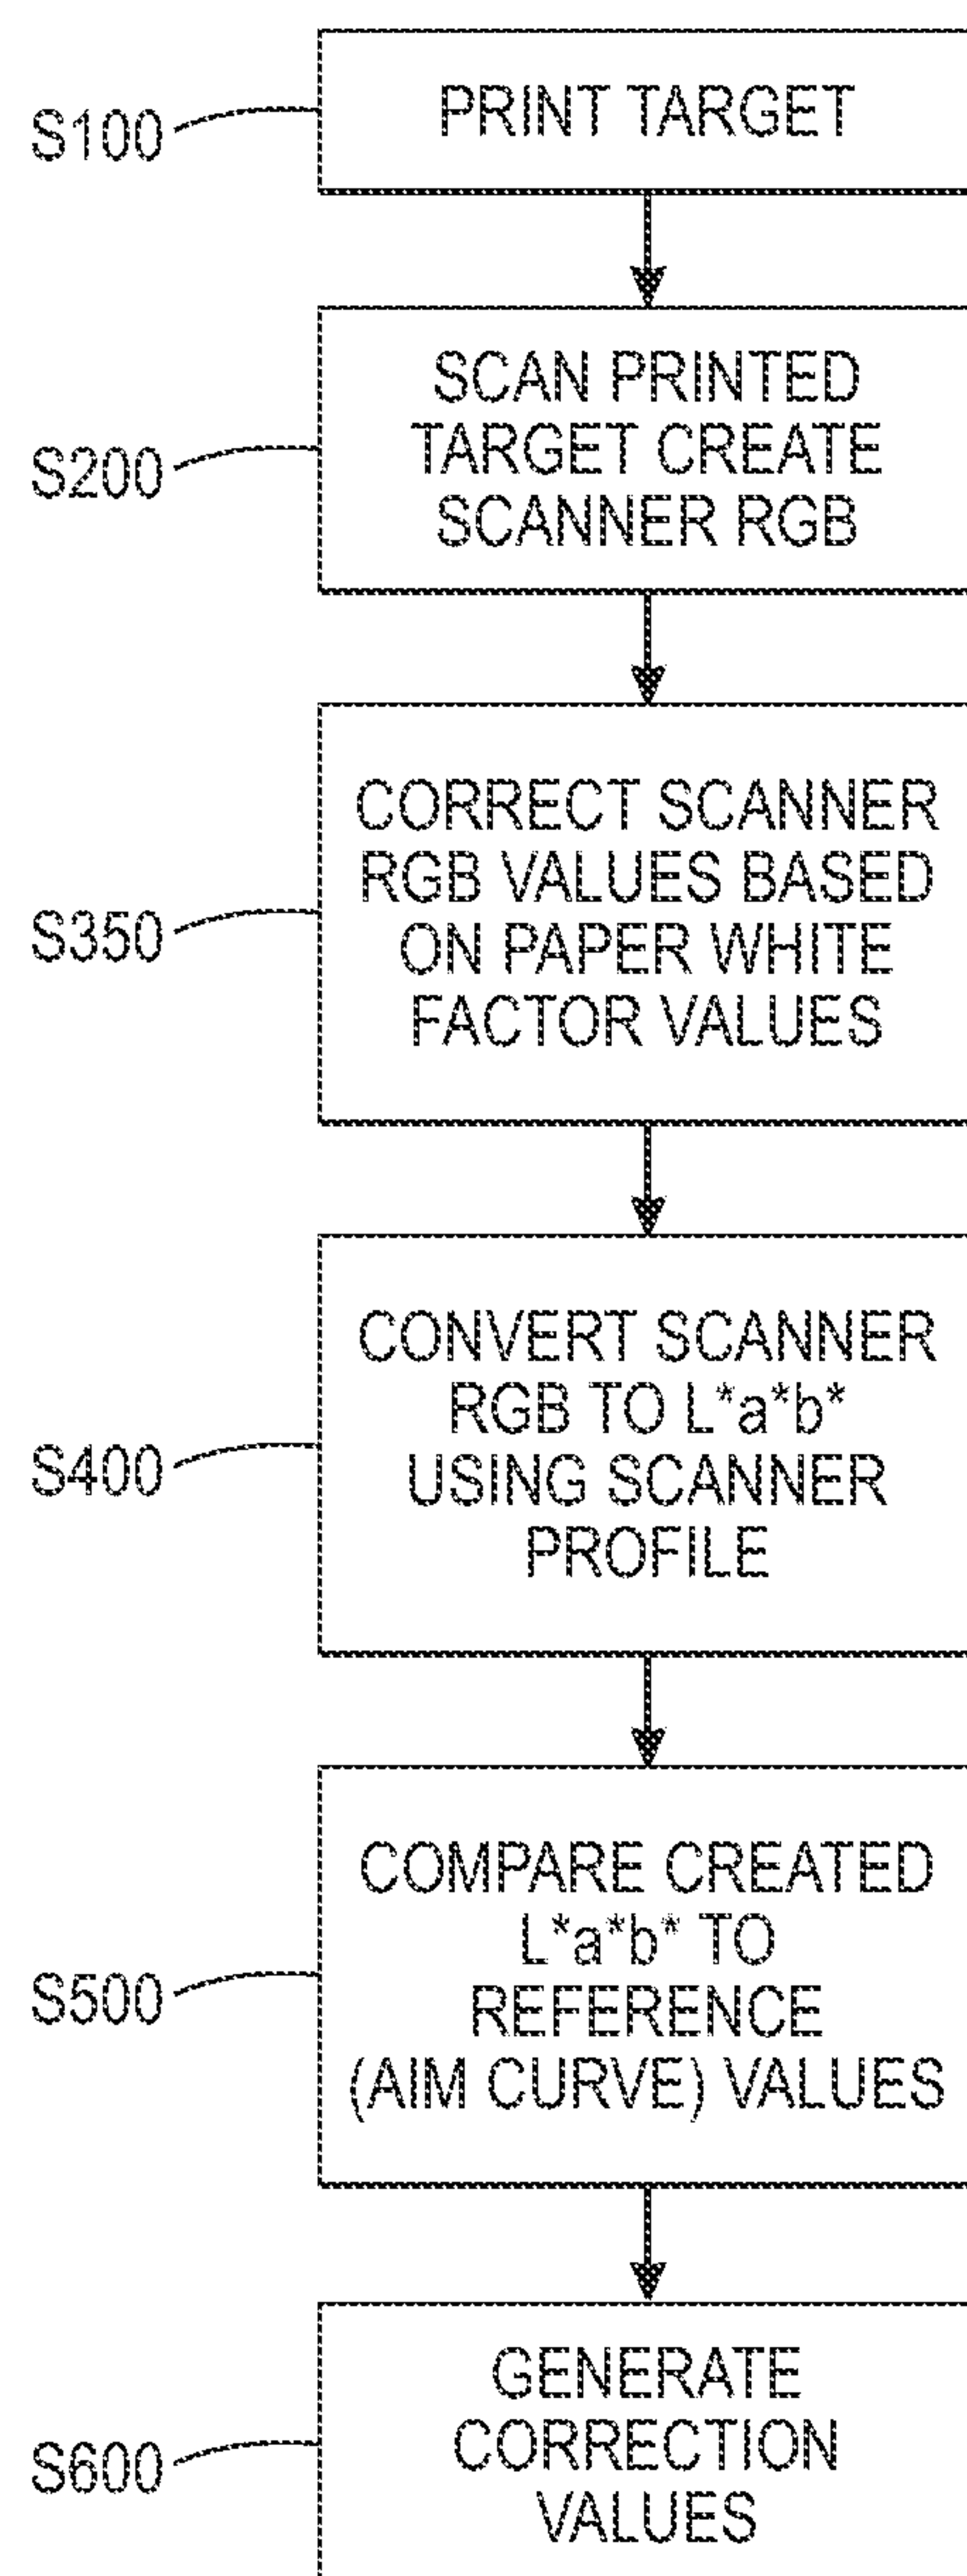 S100
PRINT TARGET
S200
SCAN PRINTED
TARGET CREATE
SCANNER RGB
S350
CORRECT SCANNER
RGB VALUES BASED
ON PAPER WHITE
FACTOR VALUES
S400
CONVERT SCANNER
RGB TO L*a*b*
USING SCANNER
PROFILE
S500
COMPARE CREATED
L*a*b* TO
REFERENCE
(AIM CURVE) VALUES
S600
GENERATE
CORRECTION
VALUES